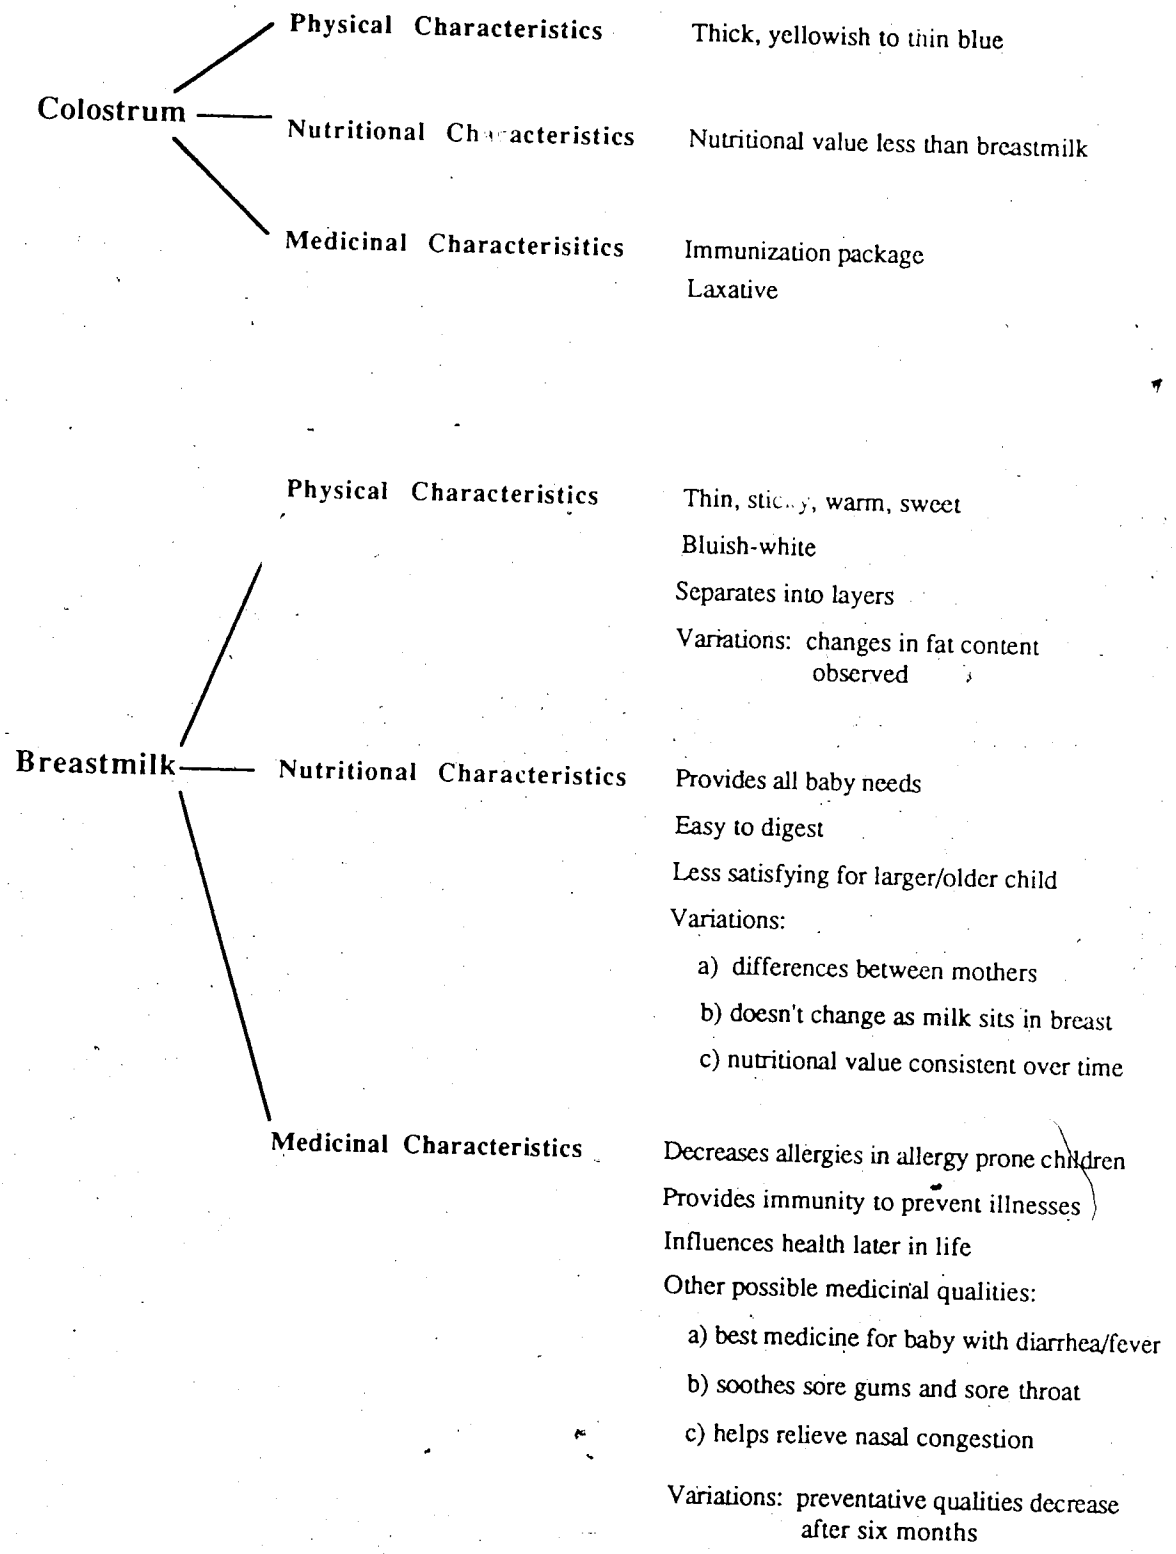 Physical Characteristics Thick, yellowish to thin blue
Colostrum
Nutritional Characteristics Nutritional value less than breastmilk
Medicinal Characterisitics Immunization package
Laxative
Physical Characteristics Thin, sticky, warm, sweet
Bluish-white
Separates into layers
Variations: changes in fat content
observed
Breastmilk Nutritional Characteristics Provides all baby needs
Easy to digest
Less satisfying for larger/older child
Variations:
a) differences between mothers
b) doesn't change as milk sits in breast
c) nutritional value consistent over time
Medicinal Characteristics Decreases allergies in allergy prone children
Provides immunity to prevent illnesses
Influences health later in life
Other possible medicinal qualities:
a) best medicine for baby with diarrhea/fever
b) soothes sore gums and sore throat
c) helps relieve nasal congestion
Variations: preventative qualities decrease
after six months